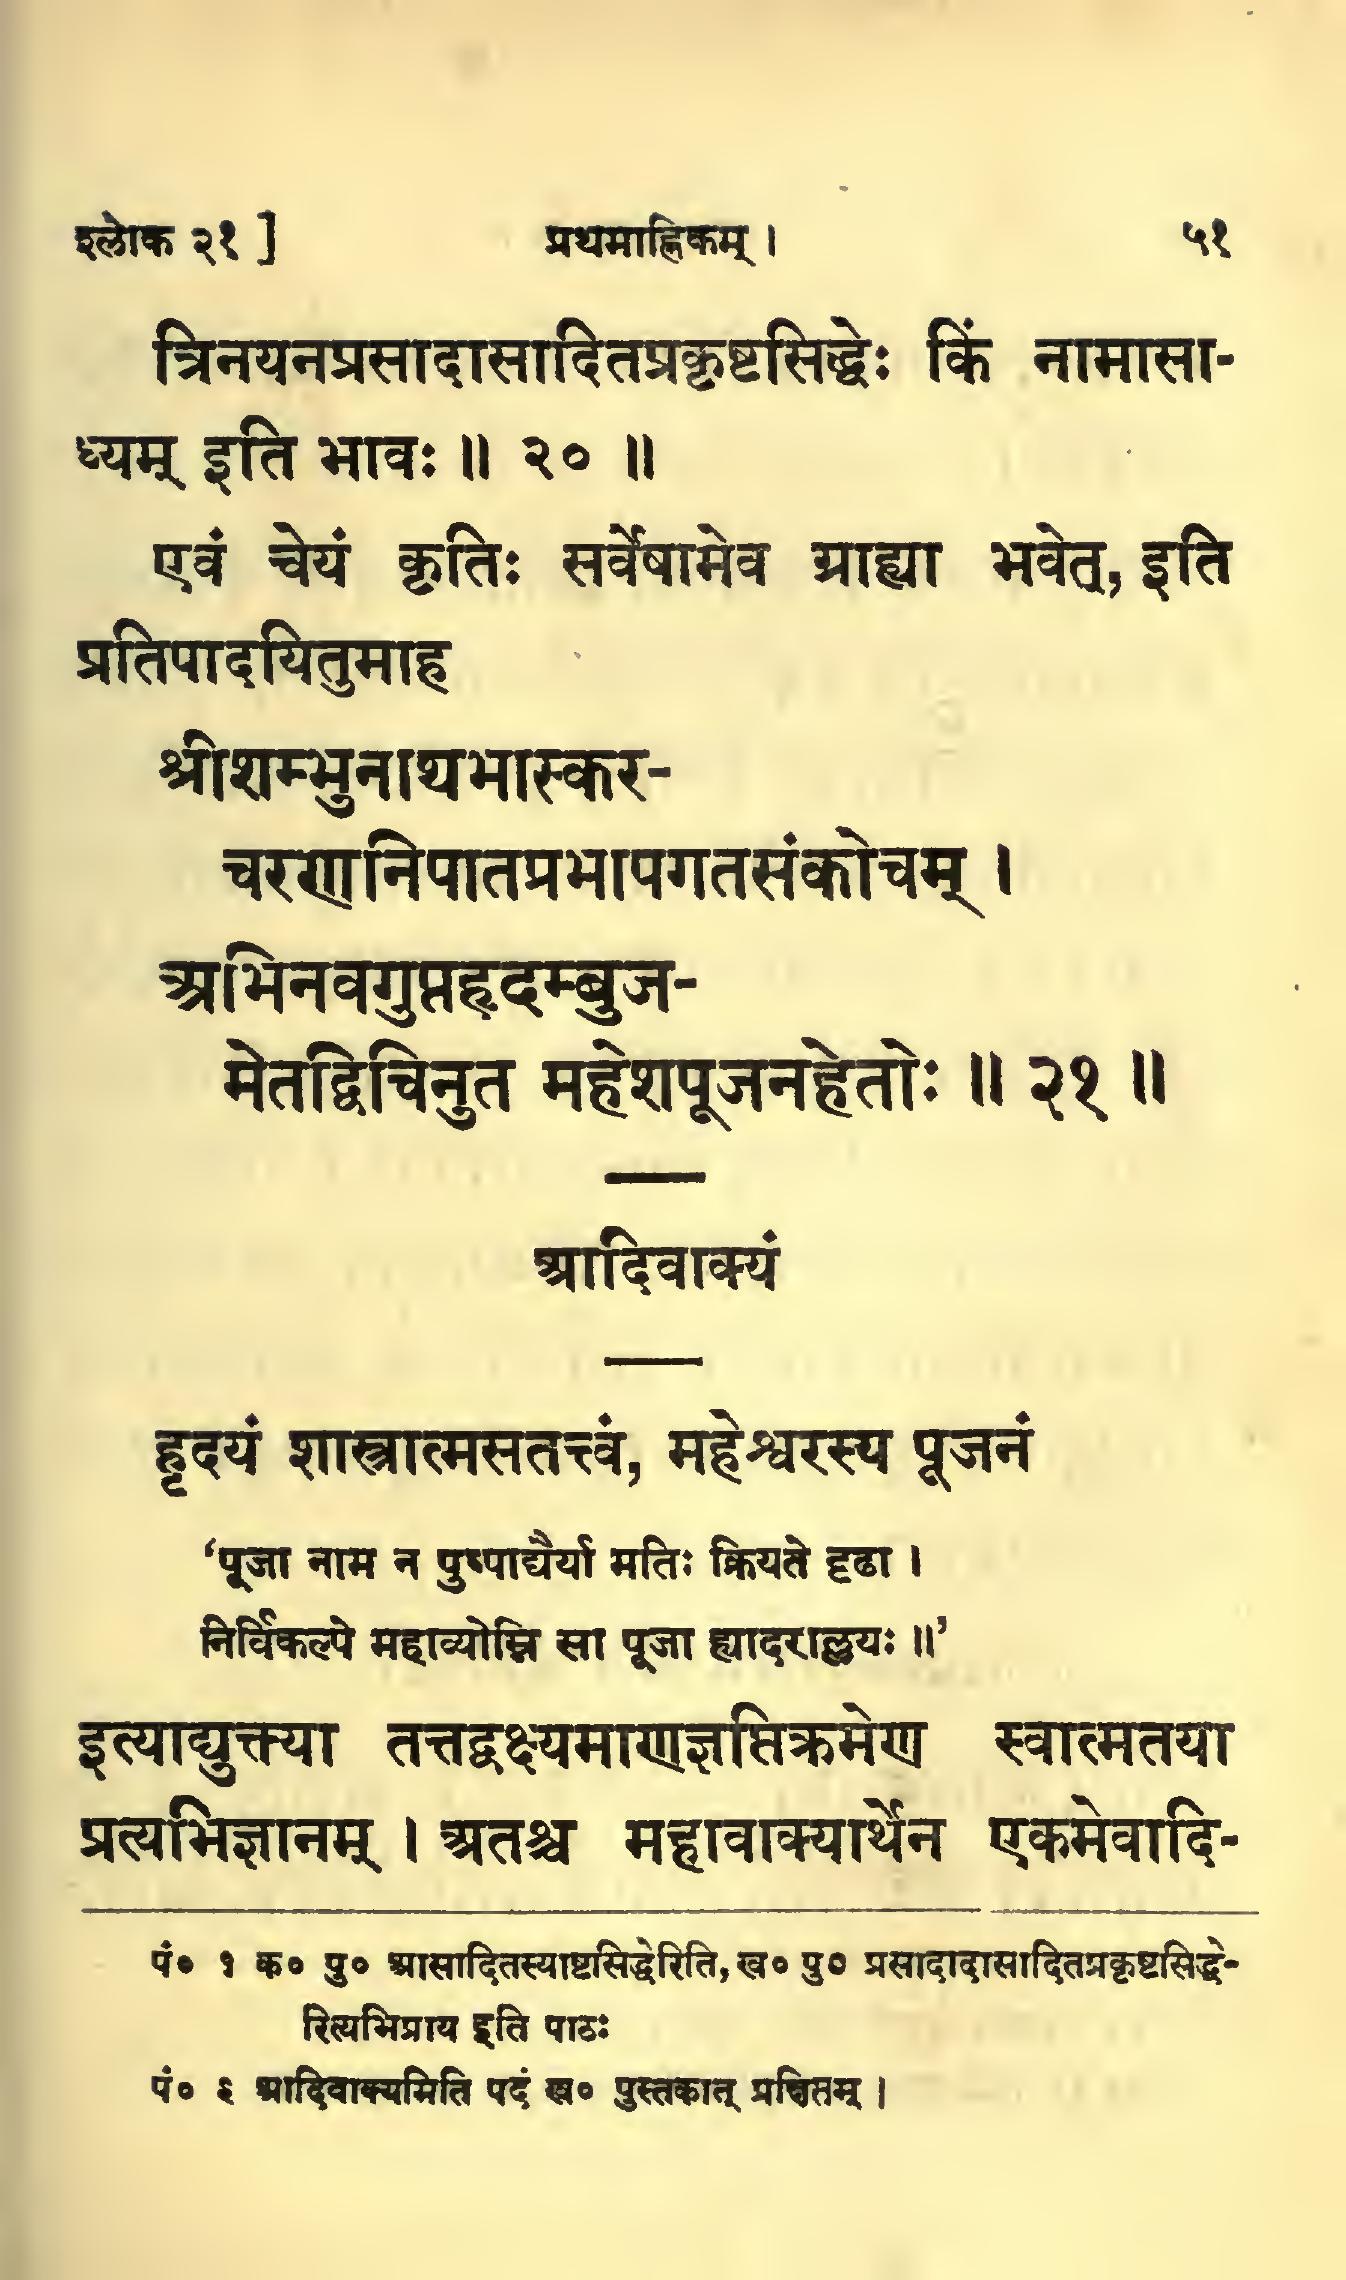 श्लोक २१ ] प्रथमाह्निकम् । ५१
त्रिनयनप्रसादासादितप्रकृष्टसिद्धेः किं नामासा-
ध्यम् इति भावः ॥ २० ॥
एवं चेयं कृतिः सर्वेषामेव ग्राह्या भवेत्, इति
प्रतिपादयितुमाह
श्रीशम्भुनाथभास्कर-
चरणनिपातप्रभापगतसंकोचम् ।
अभिनवगुप्तहृदम्बुज-
मेतद्विचिनुत महेशपूजनहेतोः ॥ २१ ॥
आदिवाक्यं
हृदयं शास्त्रात्मसतत्त्वं, महेश्वरस्य पूजनं
‘पूजा नाम न पुष्पाद्यैर्या मतिः क्रियते दृढा ।
निर्विकल्पे महाव्योम्नि सा पूजा ह्यादराल्लयः ॥’
इत्याद्युक्त्या तत्तद्वक्ष्यमाणज्ञप्तिक्रमेण स्वात्मतया
प्रत्यभिज्ञानम् । अतश्च महावाक्यार्थेन एकमेवादि-
पं० १ क० पु० आसादितस्याष्टसिद्धेरिति, ख० पु० प्रसादादासादितप्रकृष्टसिद्धे-
रित्यभिप्राय इति पाठः
पं० ६ आदिवाक्यमिति पदं ख० पुस्तकात् प्रक्षिप्तम् ।